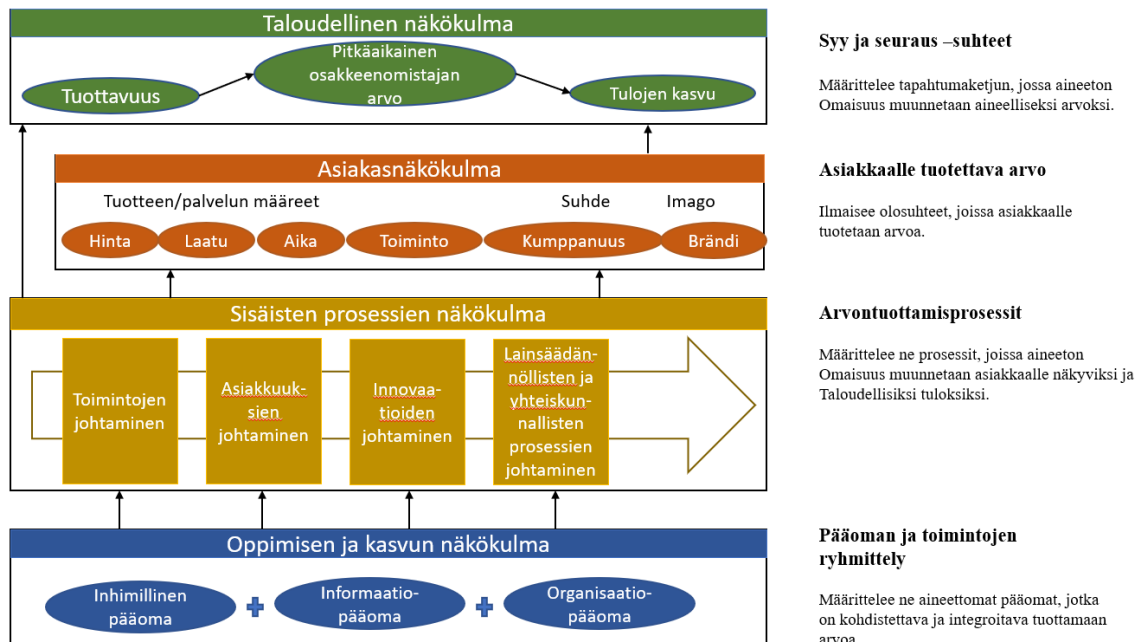 Taloudellinen näkökulma
Tuottavuus
Pitkäaikainen
osakkeenomistajan
arvo
Tulojen kasvu
Syy ja seuraus –suhteet
Määrittelee tapahtumaketjun, jossa aineeton
Omaisuus muunnetaan aineelliseksi arvoksi.
Asiakasnäkökulma
Tuotteen/palvelun määreet
Suhde
Imago
Hinta
Laatu
Aika
Toiminto
Kumppanuus
Brändi
Asiakkaalle tuotettava arvo
Ilmaisee olosuhteet, joissa asiakkaalle
tuotetaan arvoa.
Sisäisten prosessien näkökulma
Toimintojen
johtaminen
Asiakkuuk-
sien
johtaminen
Innovaa-
tioiden
johtaminen
Lainsäädän-
nöllisten ja
yhteiskun-
nallisten
prosessien
johtaminen
Arvontuottamisprosessit
Määrittelee ne prosessit, joissa aineeton
Omaisuus muunnetaan asiakkaalle näkyviksi ja
Taloudellisiksi tuloksiksi.
Oppimisen ja kasvun näkökulma
Inhimillinen
pääoma
Informaatio-
pääoma
Organisaatio-
pääoma
Pääoman ja toimintojen
ryhmittely
Määrittelee ne aineettomat pääomat, jotka
on kohdistettava ja integroitava tuottamaan
arvoa